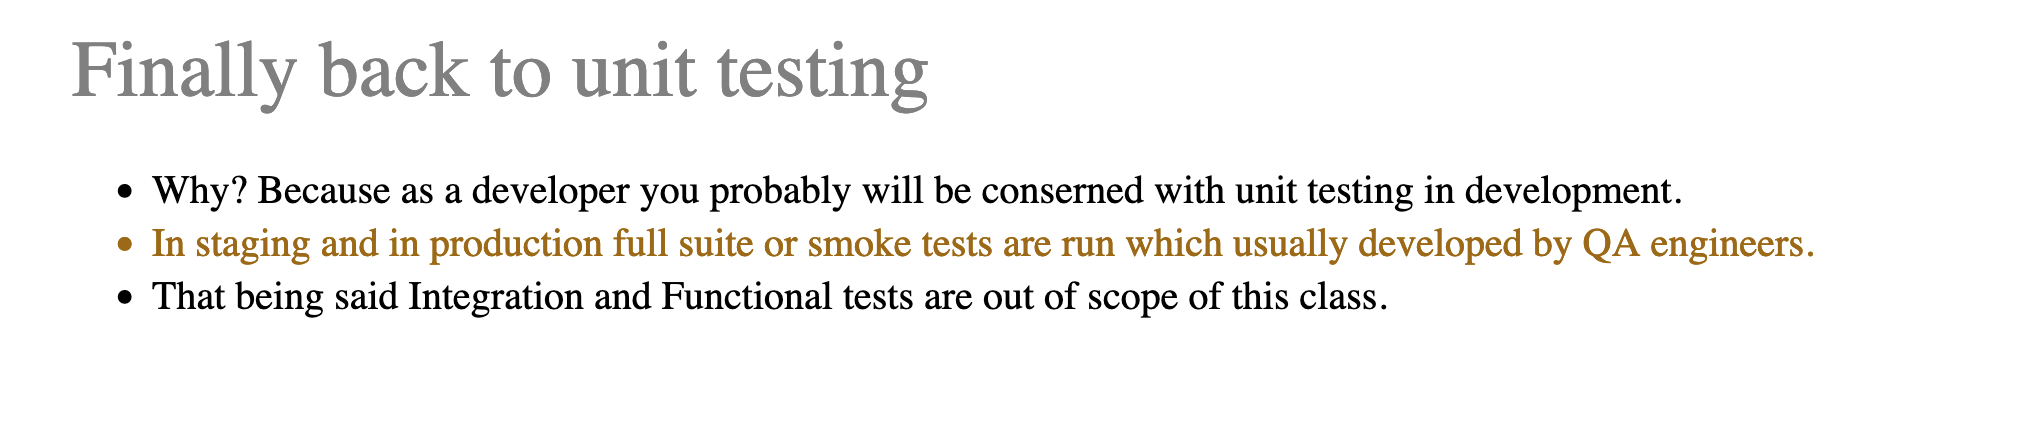 Finally back to unit testing
• Why? Because as a developer you probably will be conserned with unit testing in development.
• In staging and in production full suite or smoke tests are run which usually developed by QA engineers.
• That being said Integration and Functional tests are out of scope of this class.